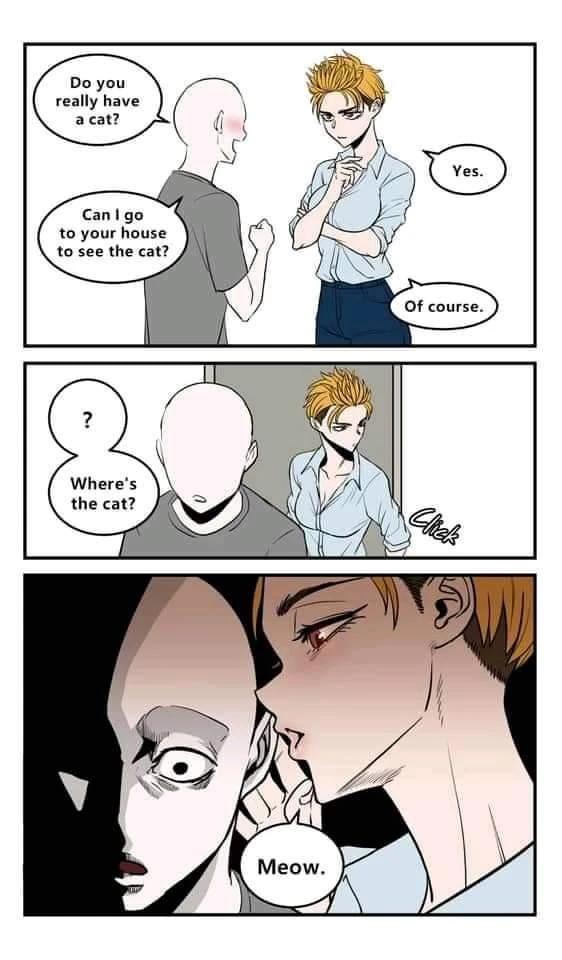 Do you
really have
a cat?
Yes.
Can I go
to your house
to see the cat?
Of course.
?
Where's
the cat?
Click
Meow.